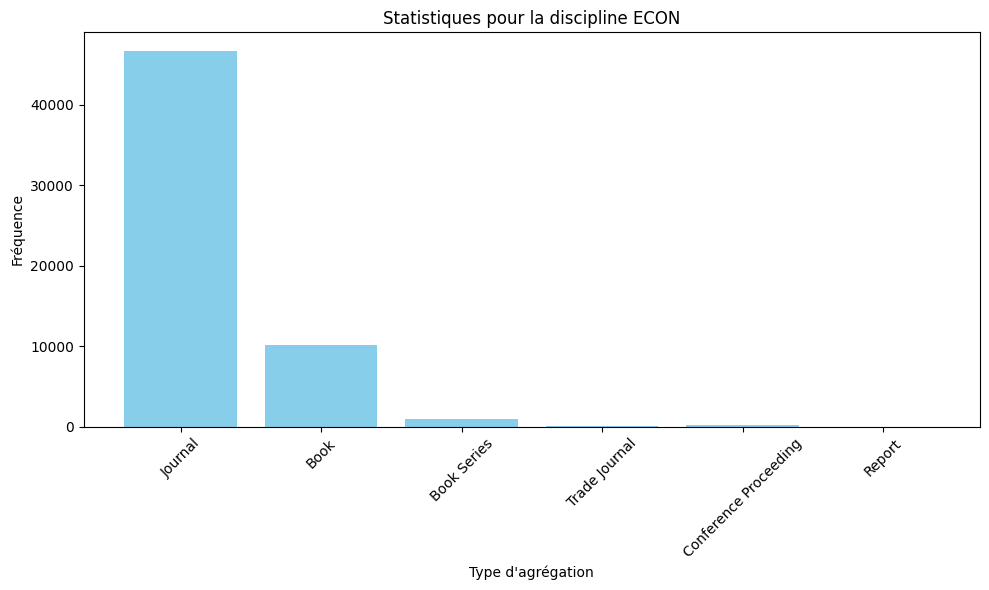 Statistiques pour la discipline ECON
Fréquence
40000
30000
20000
10000
0
Journal
Book
Book Series
Trade Journal
Conference Proceeding
Report
Type d'agrégation